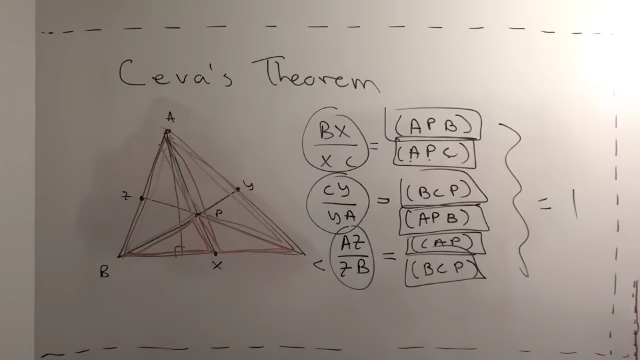 Ceva's Theorem
A
Z
Y
P
B
X
C
BX / XC = (APB) / (APC)
CY / YA = (BCP) / (APB)
AZ / ZB = (CAP) / (BCP)
= 1